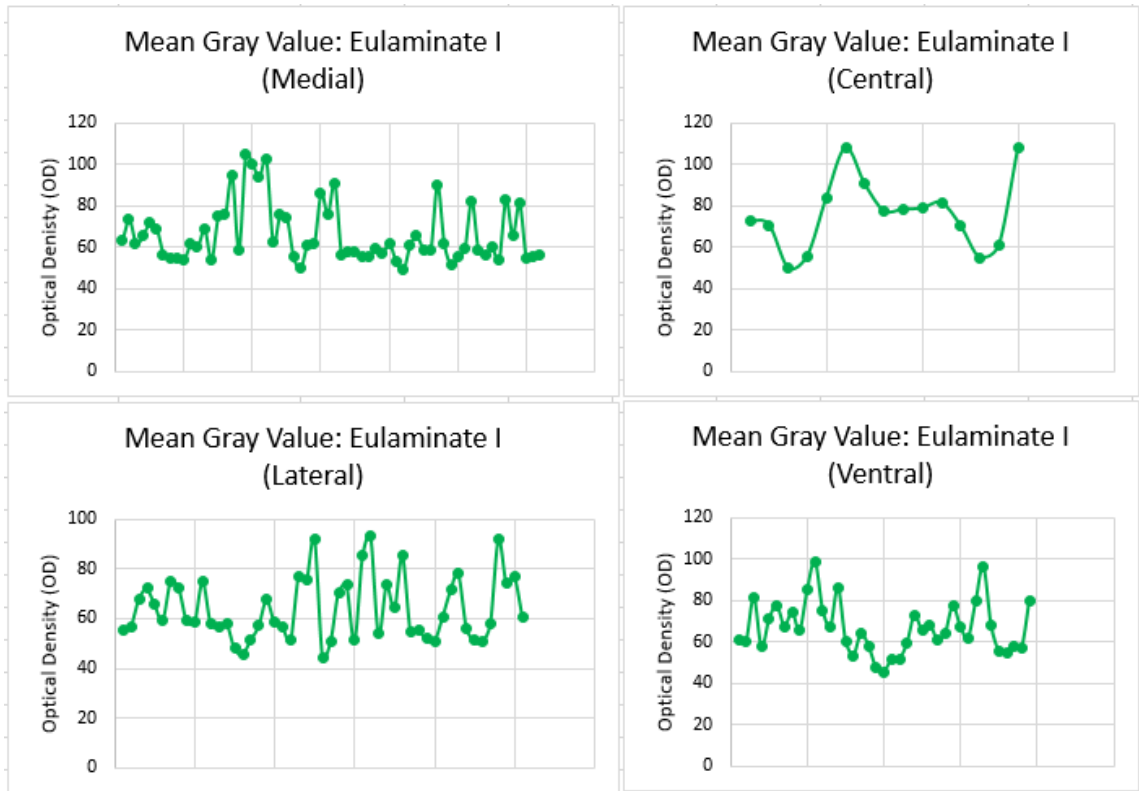 Mean Gray Value: Eulaminate I
(Medial)
Optical Denisty (OD)
120
100
80
60
40
20
0
Mean Gray Value: Eulaminate I
(Central)
Optical Density (OD)
120
100
80
60
40
20
0
Mean Gray Value: Eulaminate I
(Lateral)
Optical Density (OD)
100
80
60
40
20
0
Mean Gray Value: Eulaminate I
(Ventral)
Optical Density (OD)
120
100
80
60
40
20
0